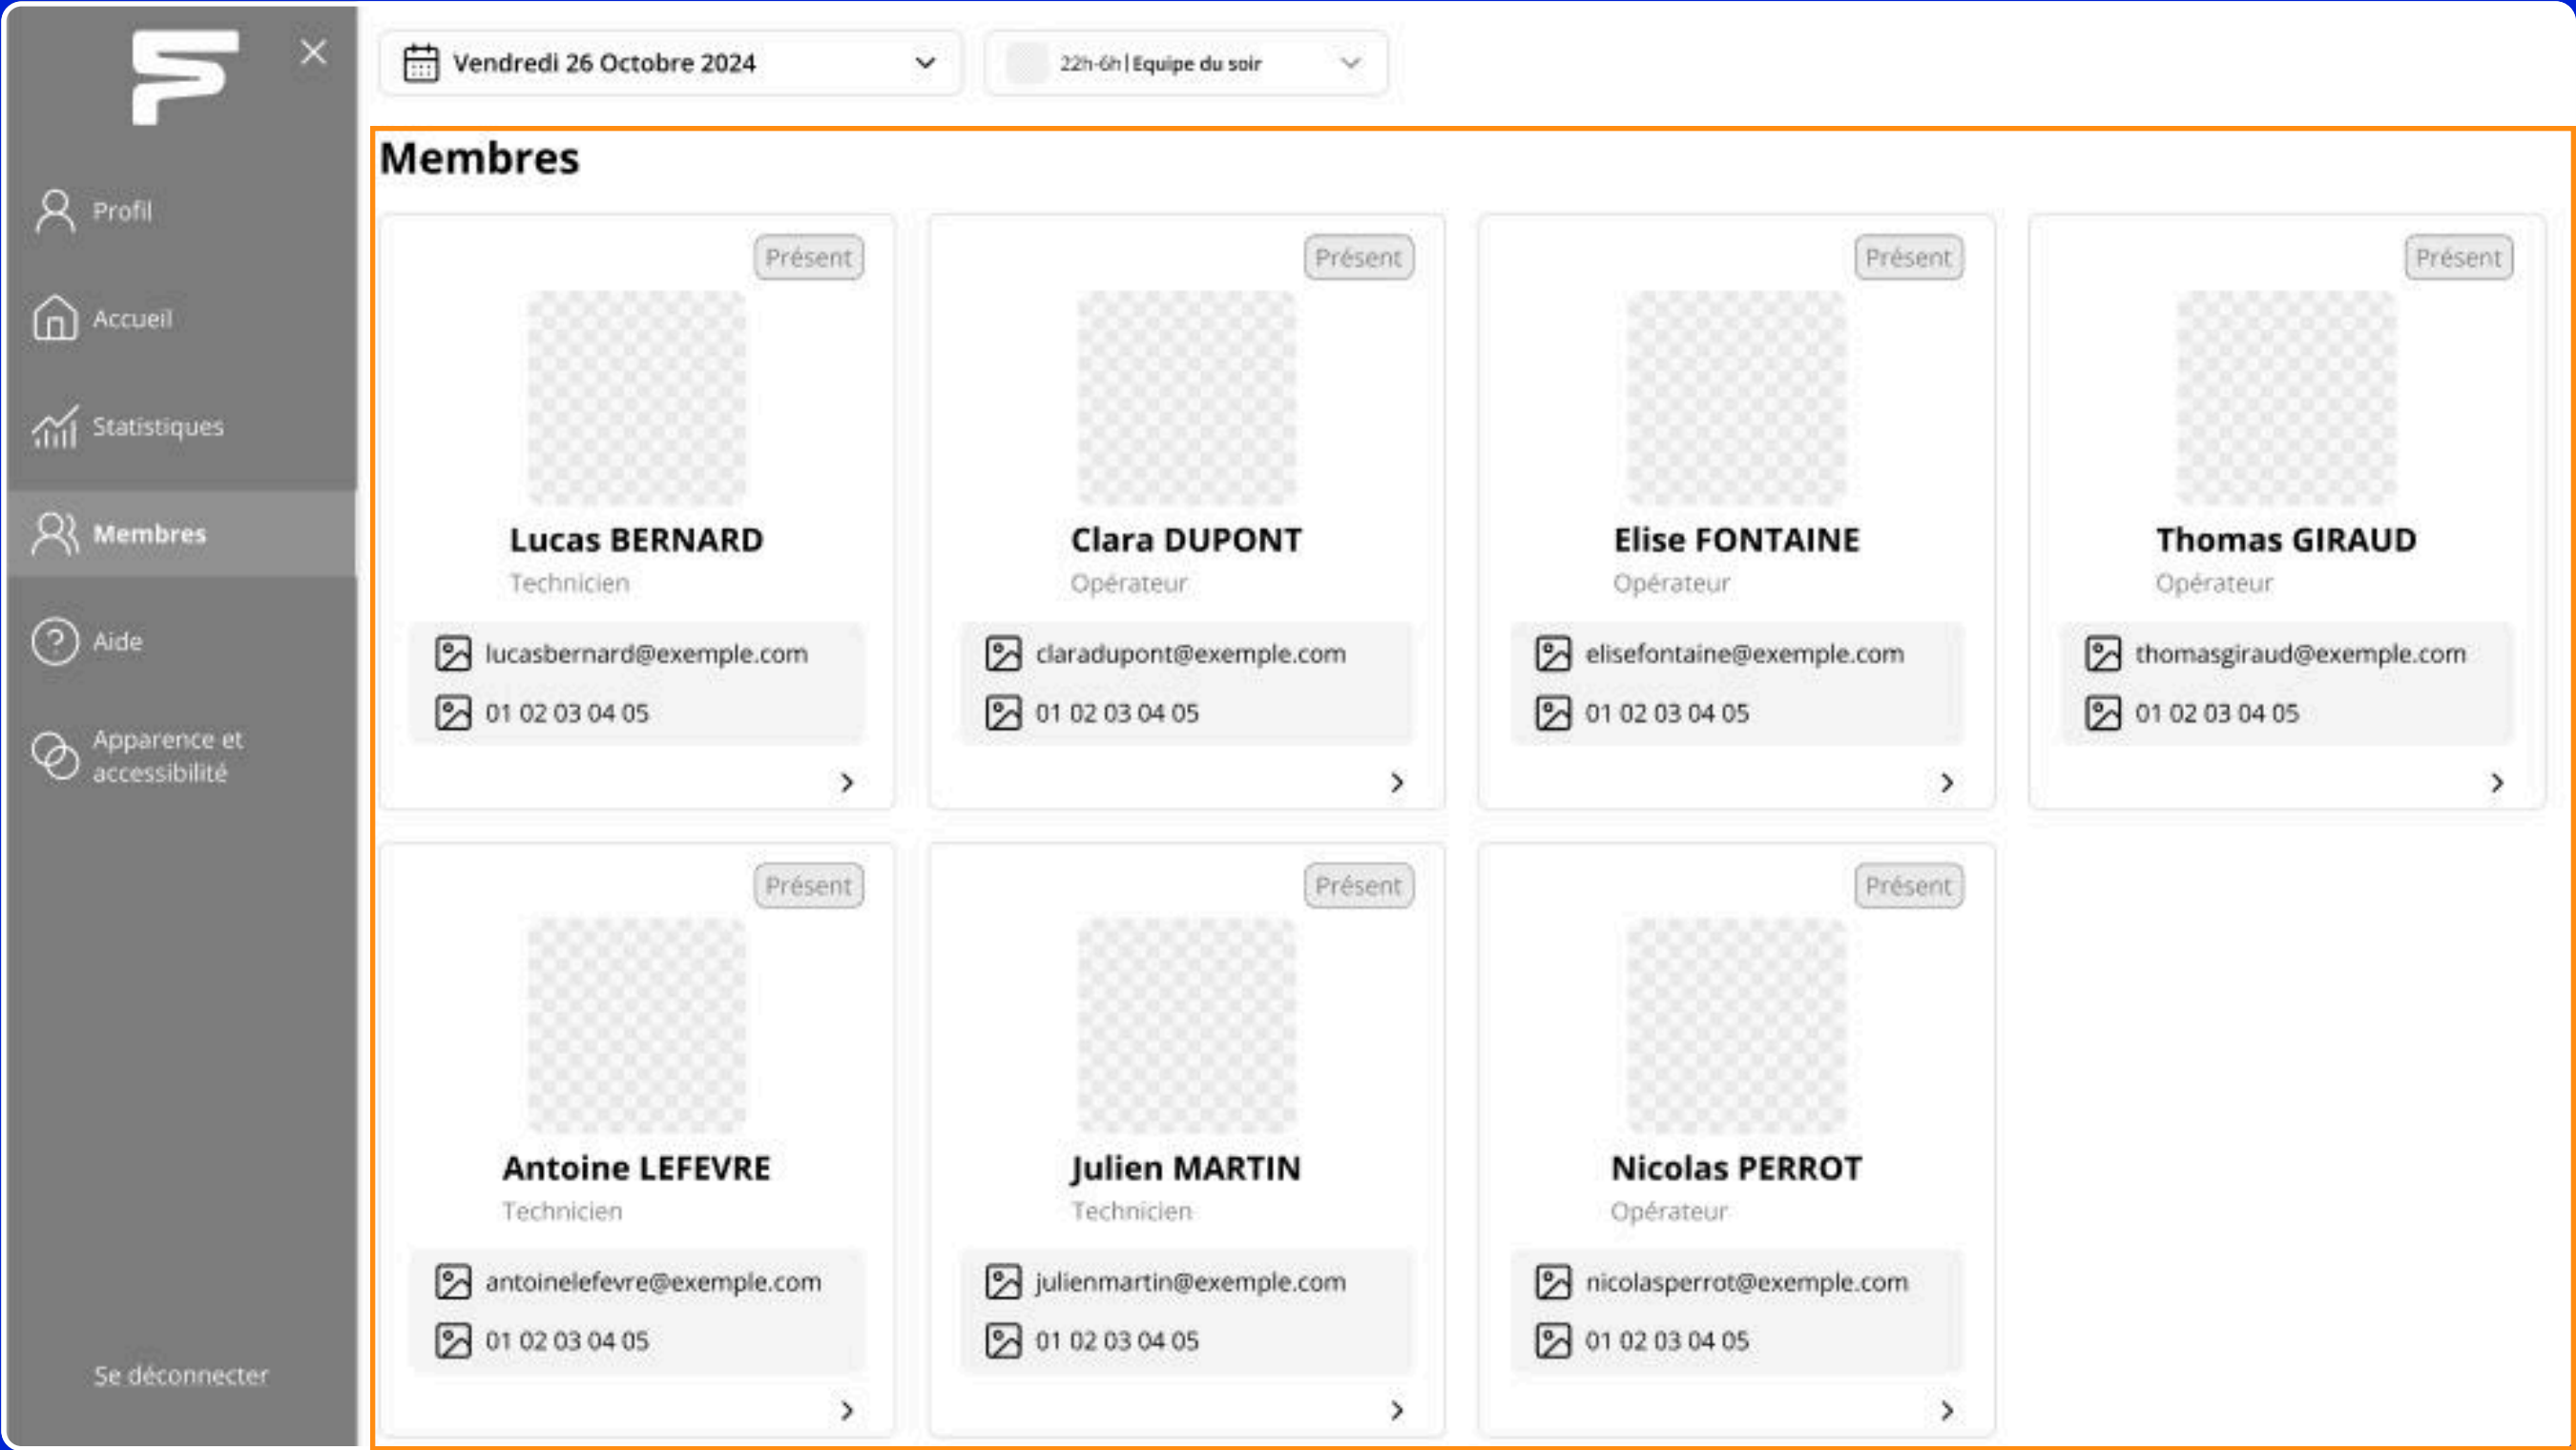 Vendredi 26 Octobre 2024
22h-6h | Equipe du soir
Profil
Accueil
Statistiques
Membres
Aide
Apparence et
accessibilité
Se déconnecter
Membres
Présent
Lucas BERNARD
Technicien
lucasbernard@exemple.com
01 02 03 04 05
Présent
Clara DUPONT
Opérateur
claradupont@exemple.com
01 02 03 04 05
Présent
Elise FONTAINE
Opérateur
elisefontaine@exemple.com
01 02 03 04 05
Présent
Thomas GIRAUD
Opérateur
thomasgiraud@exemple.com
01 02 03 04 05
Présent
Antoine LEFEVRE
Technicien
antoinelefevre@exemple.com
01 02 03 04 05
Présent
Julien MARTIN
Technicien
julienmartin@exemple.com
01 02 03 04 05
Présent
Nicolas PERROT
Opérateur
nicolasperrot@exemple.com
01 02 03 04 05